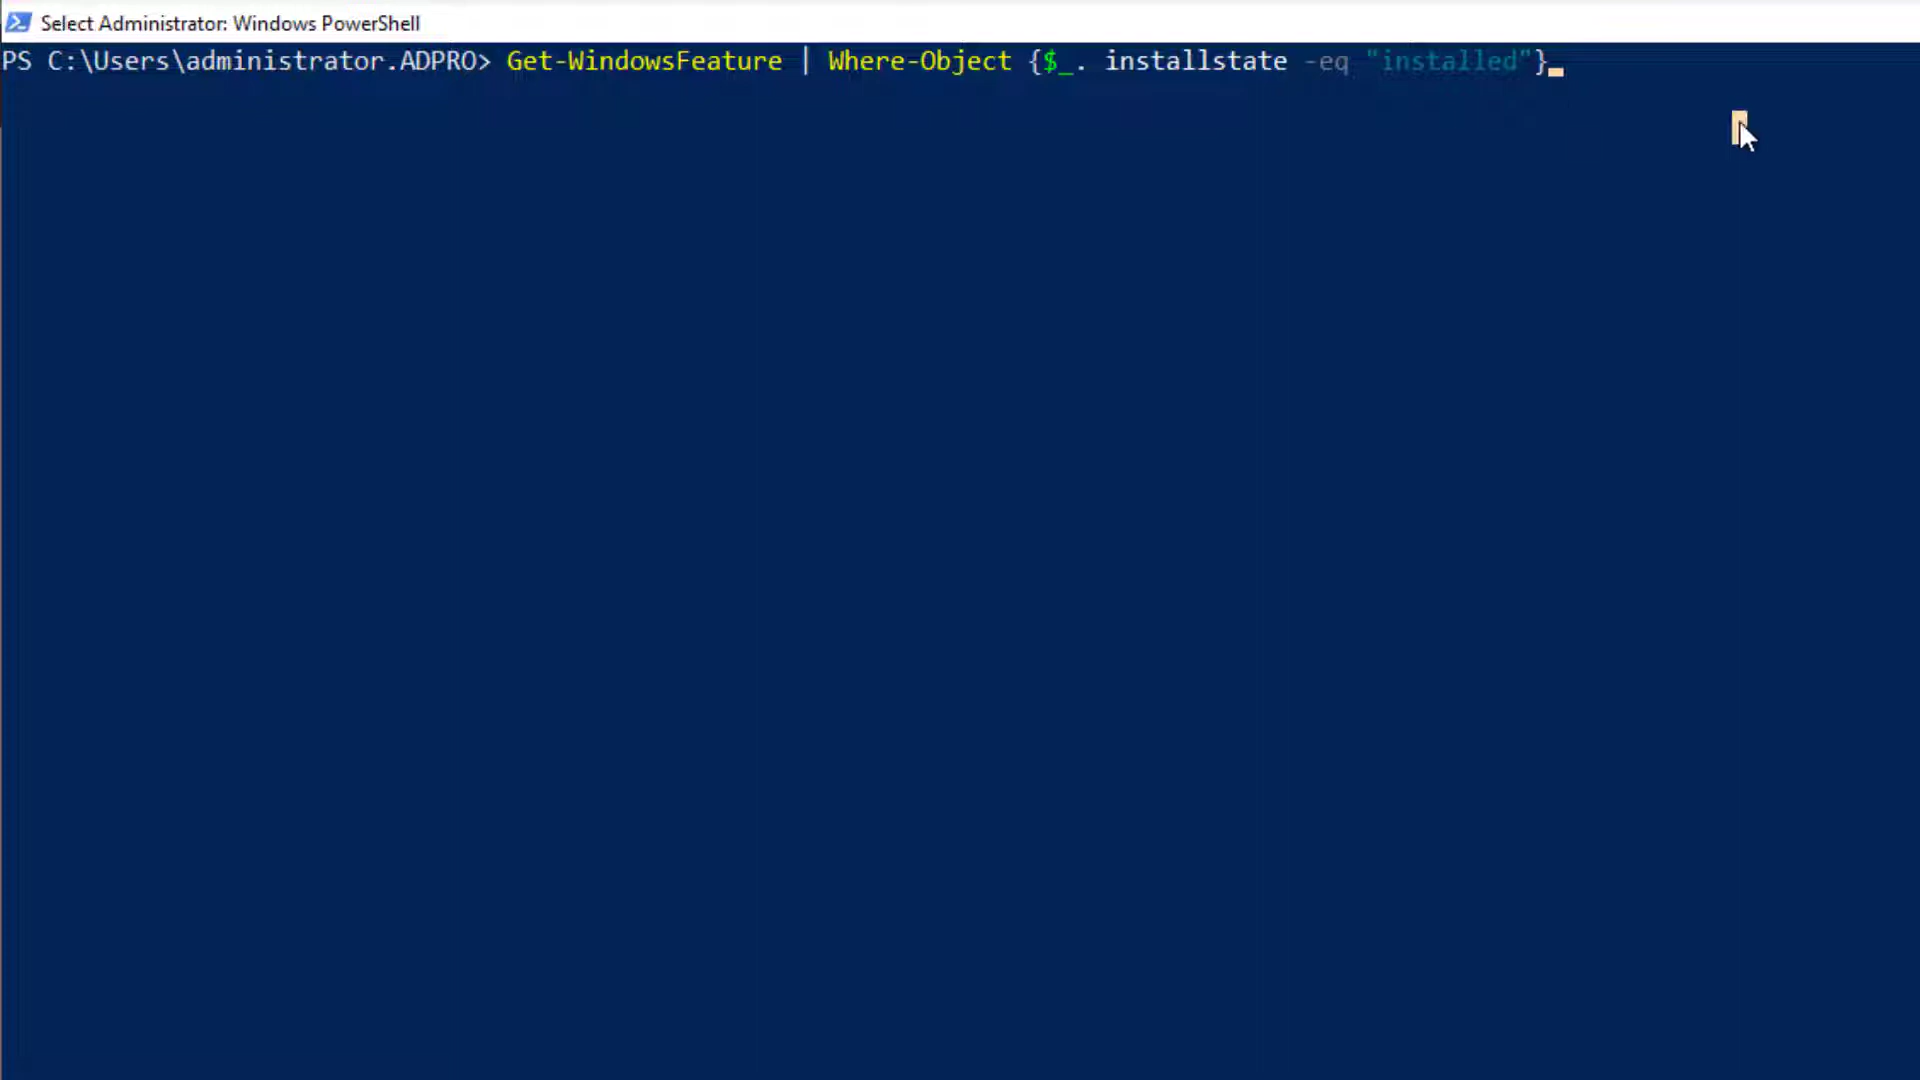 Select Administrator: Windows PowerShell
PS C:\Users\administrator.ADPRO> Get-WindowsFeature | Where-Object {$_. installstate -eq "installed"}